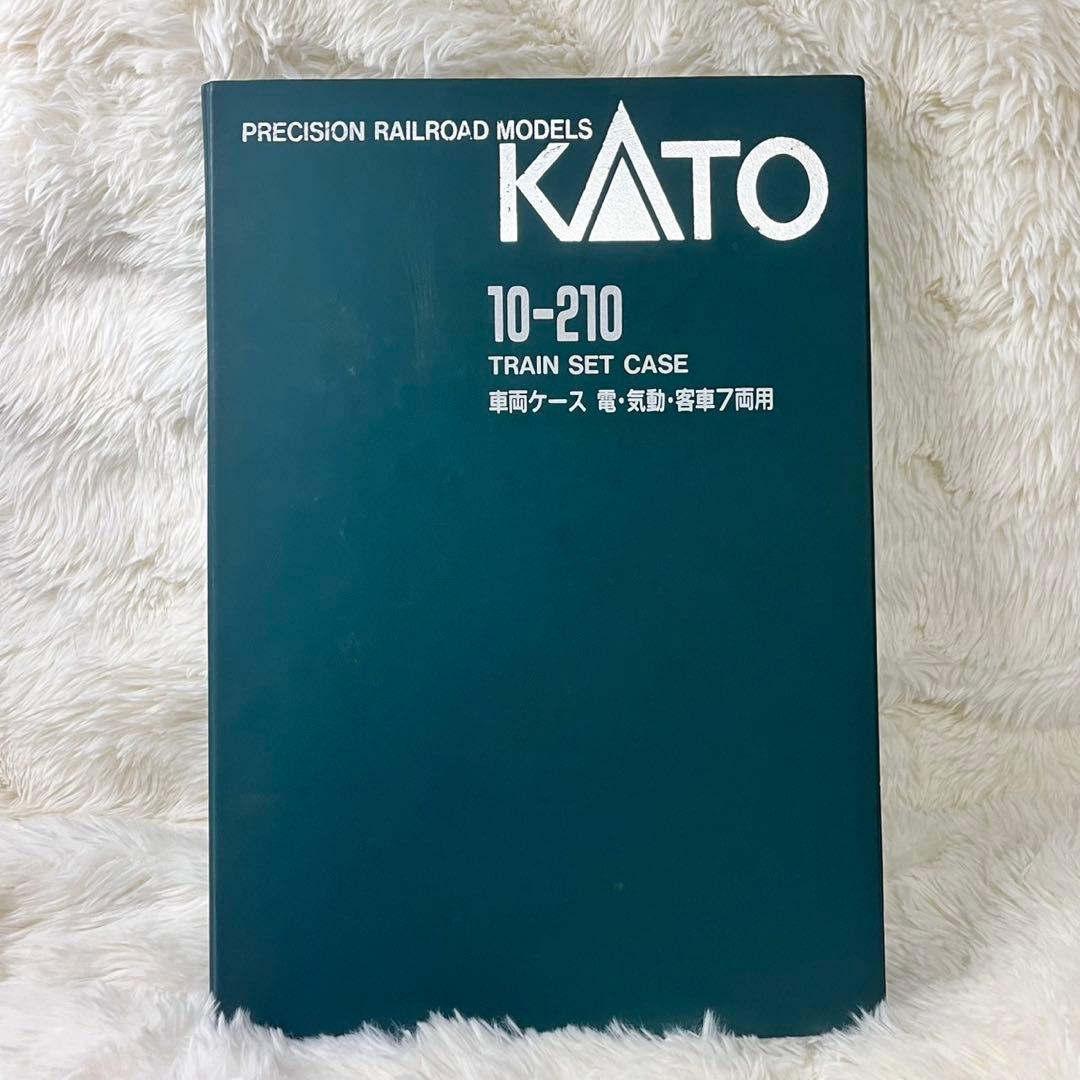 PRECISION RAILROAD MODELS
KATO
10-210
TRAIN SET CASE
車両ケース 電・気動・客車7両用